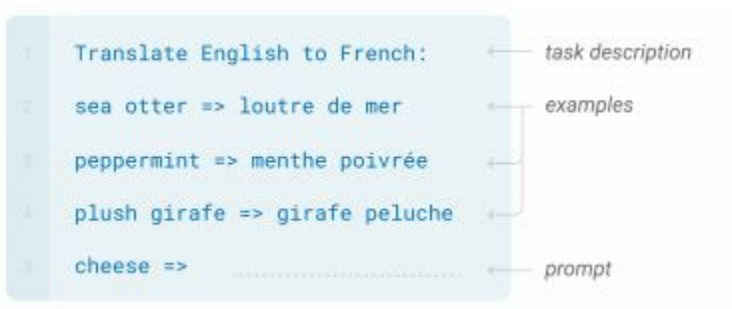 1 Translate English to French: task description
2 sea otter => loutre de mer examples
3 peppermint => menthe poivrée
4 plush girafe => girafe peluche
5 cheese => prompt